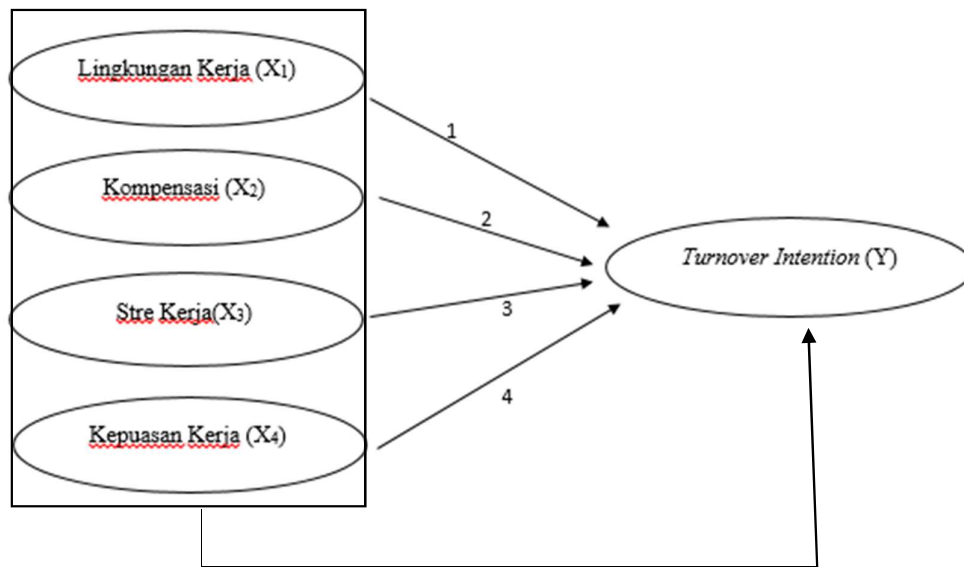 Lingkungan Kerja (X₁)
1
Kompensasi (X₂)
2
Turnover Intention (Y)
Stre Kerja(X₃)
3
4
Kepuasan Kerja (X₄)